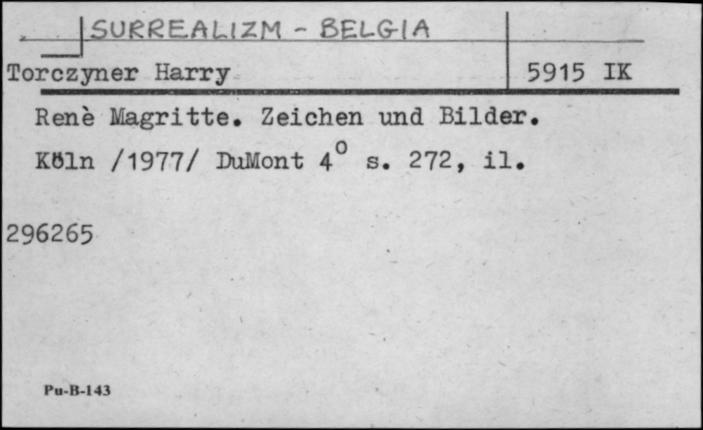 SURREALIZM - BELGIA
Torczyner Harry 5915 IK
Renè Magritte. Zeichen und Bilder.
Köln /1977/ DuMont 4° s. 272, il.
296265
Pu-B-143